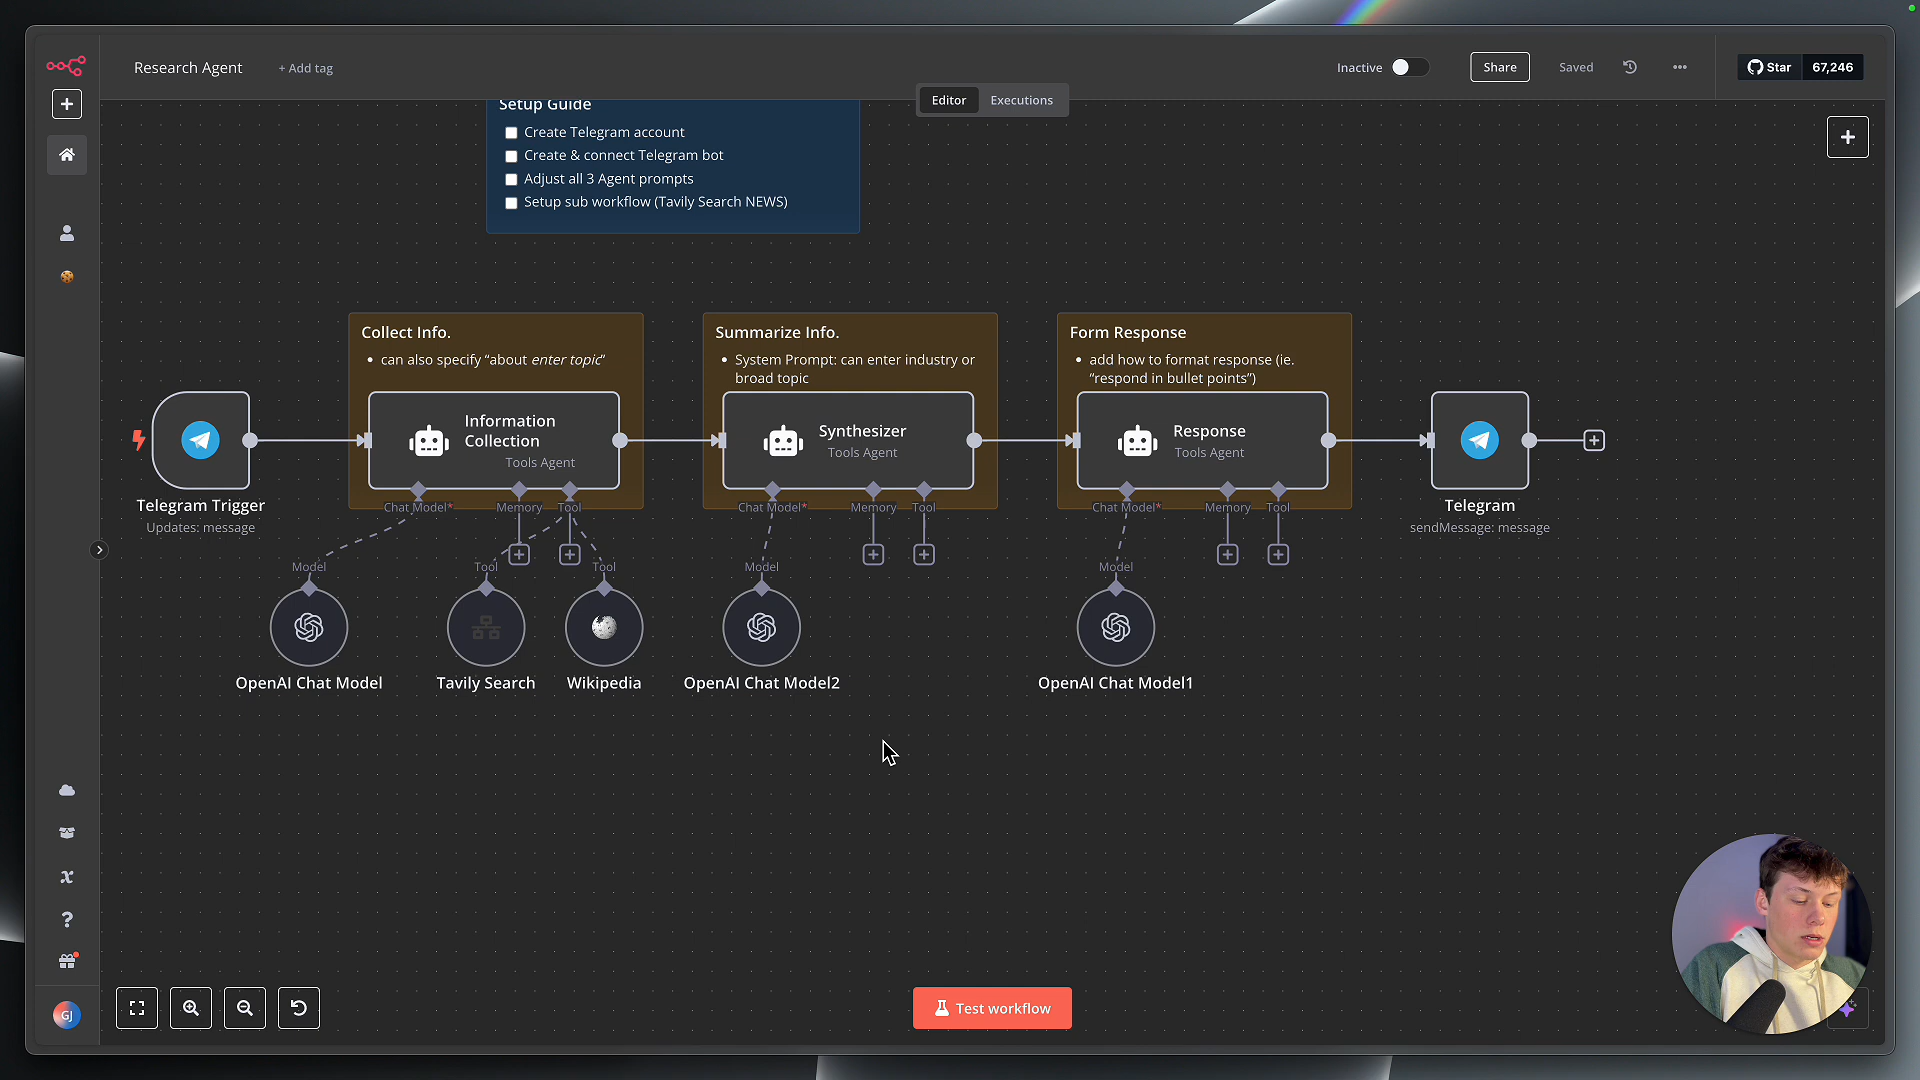 Research Agent
+ Add tag
Inactive
Share
Saved
Star
67,246
Editor
Executions
Setup Guide
Create Telegram account
Create & connect Telegram bot
Adjust all 3 Agent prompts
Setup sub workflow (Tavily Search NEWS)
Collect Info.
• can also specify “about enter topic”
Summarize Info.
• System Prompt: can enter industry or
broad topic
Form Response
• add how to format response (ie.
“respond in bullet points”)
Telegram Trigger
Updates: message
Information
Collection
Tools Agent
Synthesizer
Tools Agent
Response
Tools Agent
Telegram
sendMessage: message
Chat Model*
Memory
Tool
Chat Model*
Memory
Tool
Chat Model*
Memory
Tool
Model
Tool
Tool
Model
Model
OpenAI Chat Model
Tavily Search
Wikipedia
OpenAI Chat Model2
OpenAI Chat Model1
GJ
Test workflow